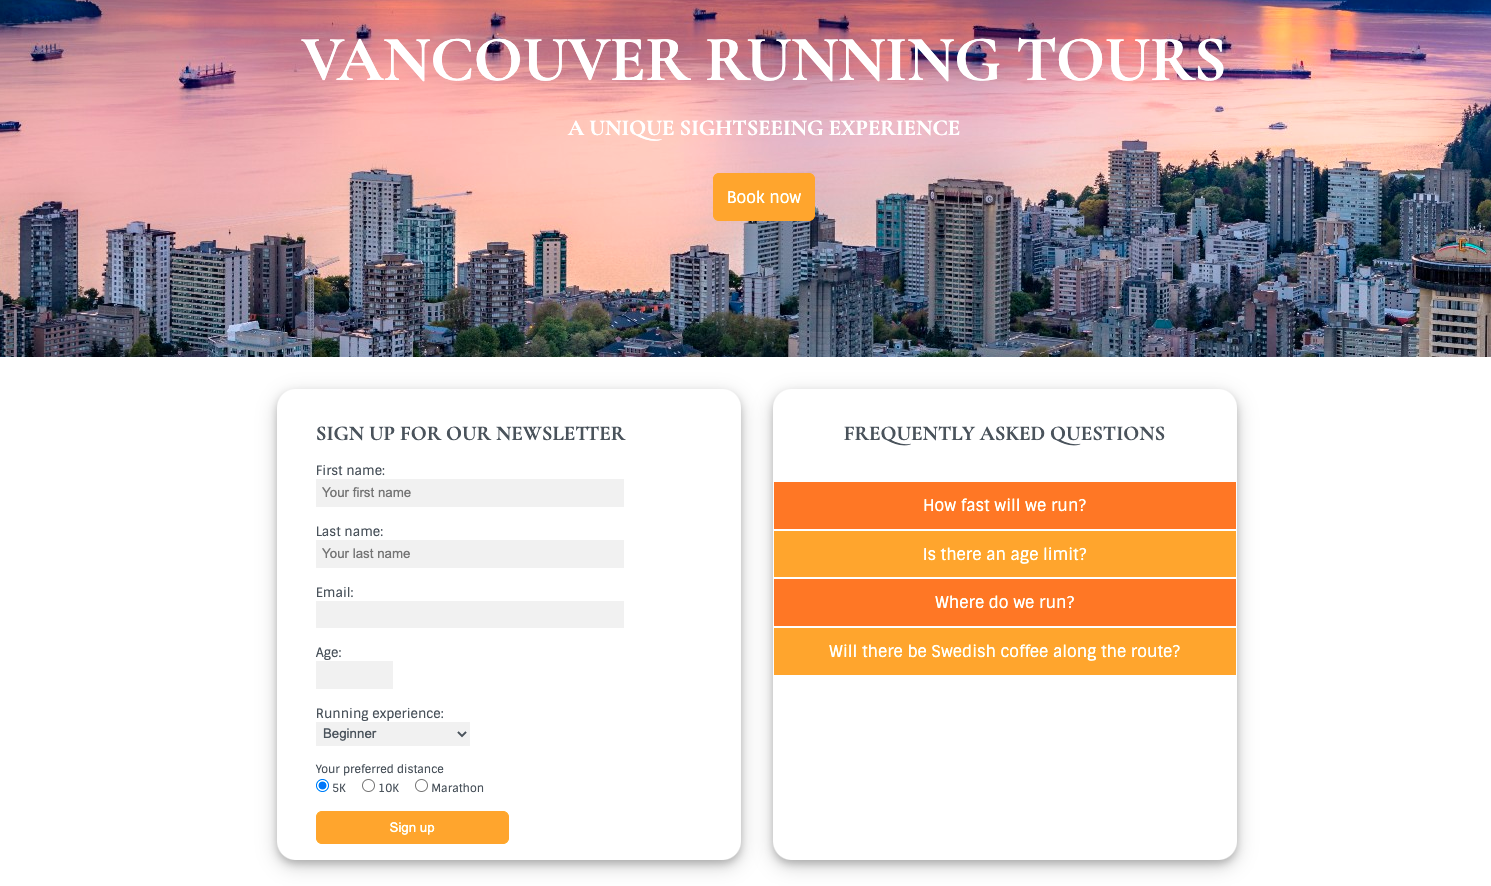 VANCOUVER RUNNING TOURS
A UNIQUE SIGHTSEEING EXPERIENCE
Book now
SIGN UP FOR OUR NEWSLETTER
First name:
Your first name
Last name:
Your last name
Email:
Age:
Running experience:
Beginner
Your preferred distance
5K 10K Marathon
Sign up
FREQUENTLY ASKED QUESTIONS
How fast will we run?
Is there an age limit?
Where do we run?
Will there be Swedish coffee along the route?